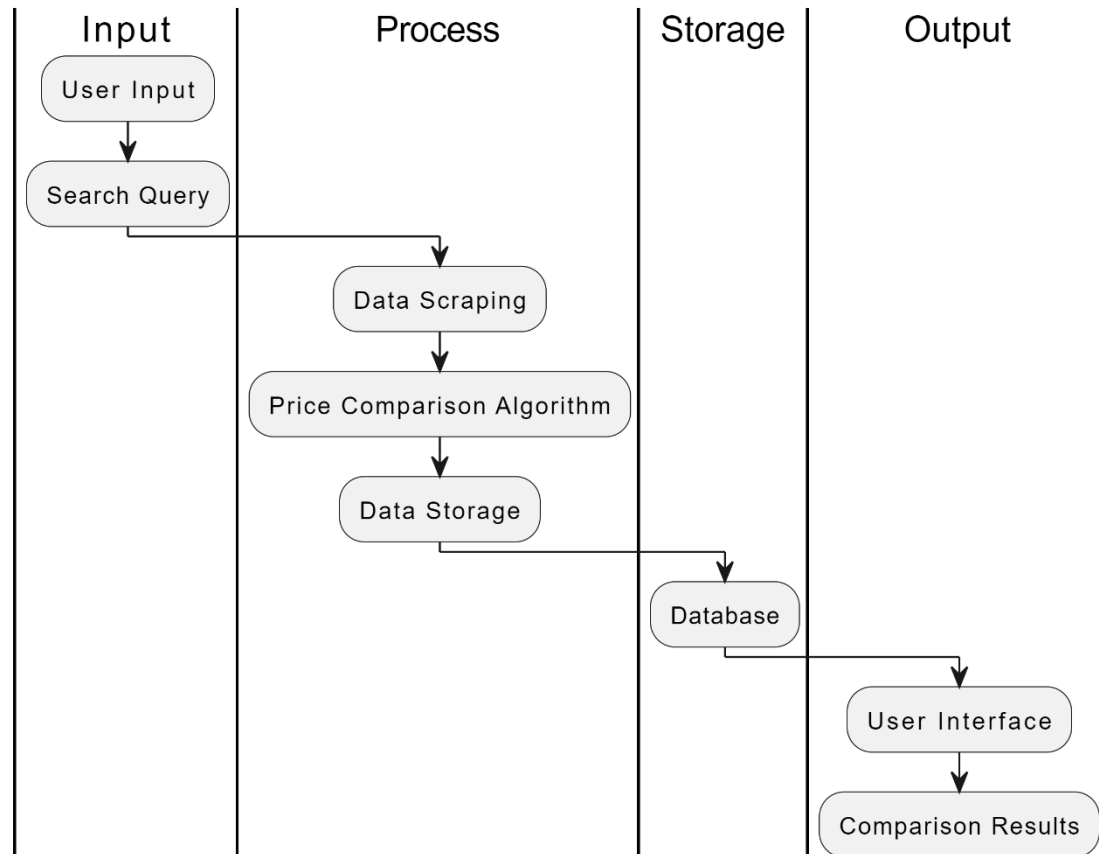 Input
Process
Storage
Output
User Input
Search Query
Data Scraping
Price Comparison Algorithm
Data Storage
Database
User Interface
Comparison Results